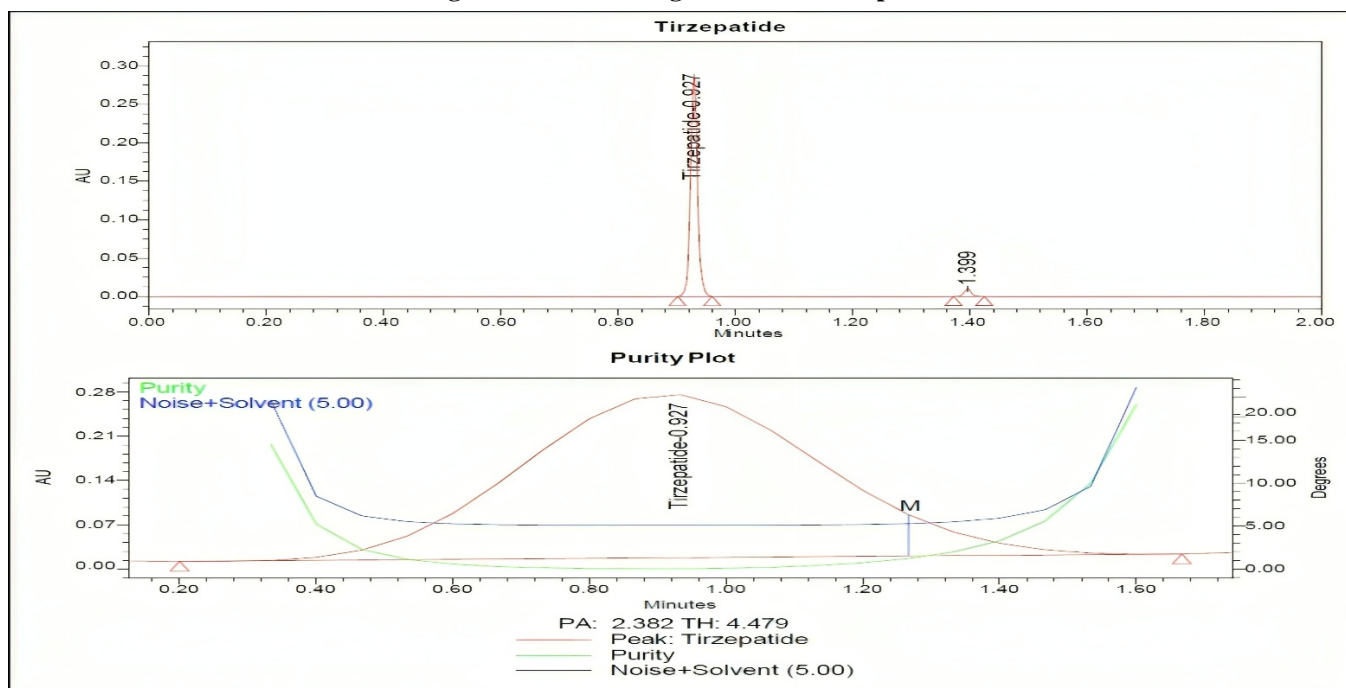 Tirzepatide
0.30
0.25
0.20
0.15
0.10
0.05
0.00
AU
Tirzepatide-0.927
1.399
0.00 0.20 0.40 0.60 0.80 1.00 1.20 1.40 1.60 1.80 2.00
Minutes
Purity Plot
Purity
Noise+Solvent (5.00)
0.28
0.21
0.14
0.07
0.00
AU
Tirzepatide-0.927
M
20.00
15.00
10.00
5.00
0.00
Degrees
0.20 0.40 0.60 0.80 1.00 1.20 1.40 1.60
Minutes
PA: 2.382 TH: 4.479
Peak: Tirzepatide
Purity
Noise+Solvent (5.00)